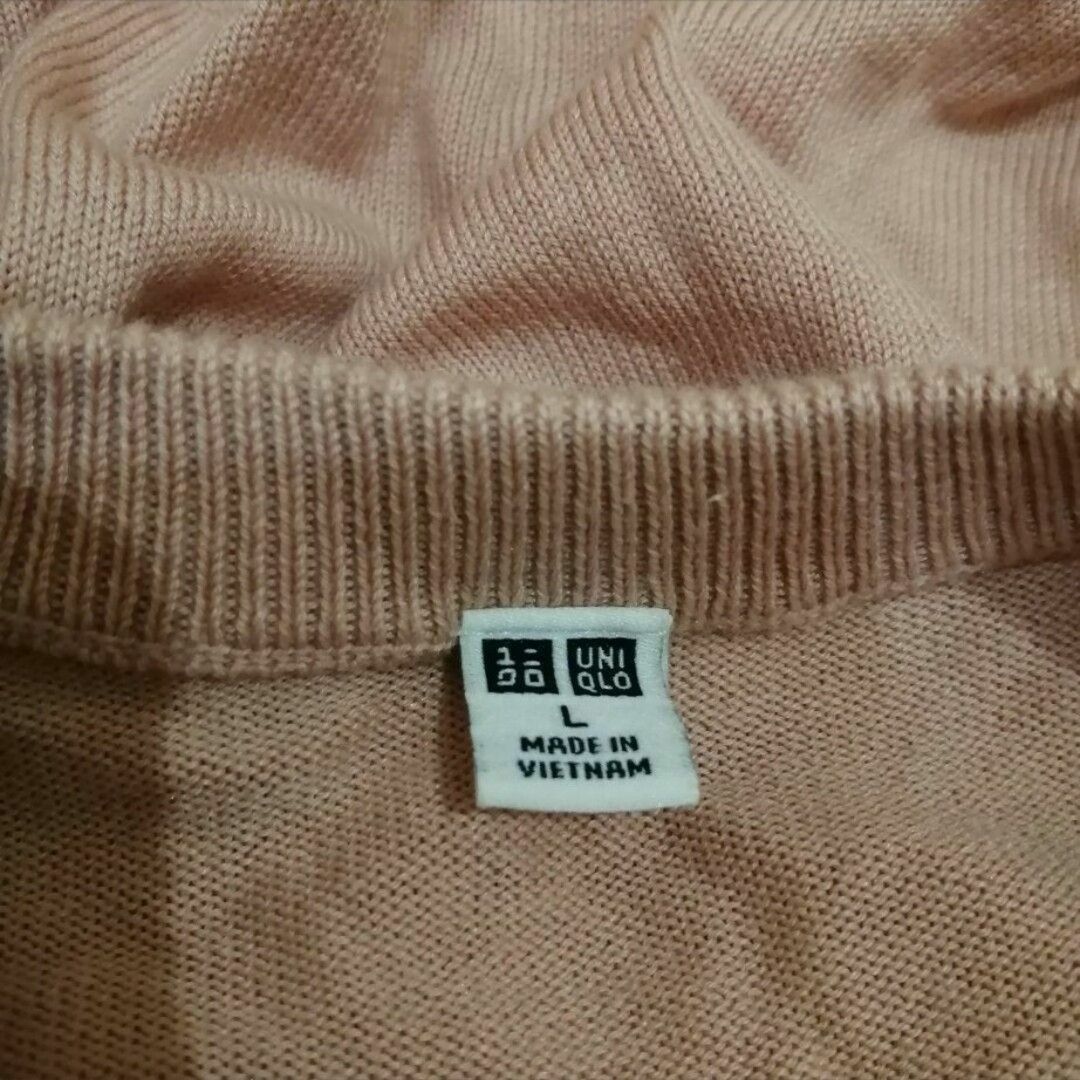 ユニ UNI
クロ QLO
L
MADE IN
VIETNAM